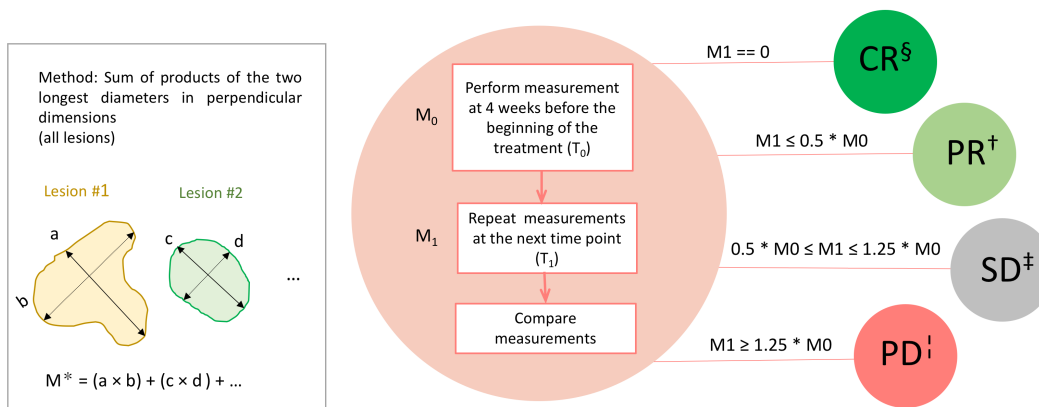 Method: Sum of products of the two
longest diameters in perpendicular
dimensions
(all lesions)
Lesion #1
Lesion #2
a
b
c
d
...
M* = (a × b) + (c × d ) + ...
M₀
Perform measurement
at 4 weeks before the
beginning of the
treatment (T₀)
M₁
Repeat measurements
at the next time point
(T₁)
Compare
measurements
M1 == 0
CR§
M1 ≤ 0.5 * M0
PR†
0.5 * M0 ≤ M1 ≤ 1.25 * M0
SD‡
M1 ≥ 1.25 * M0
PD¦